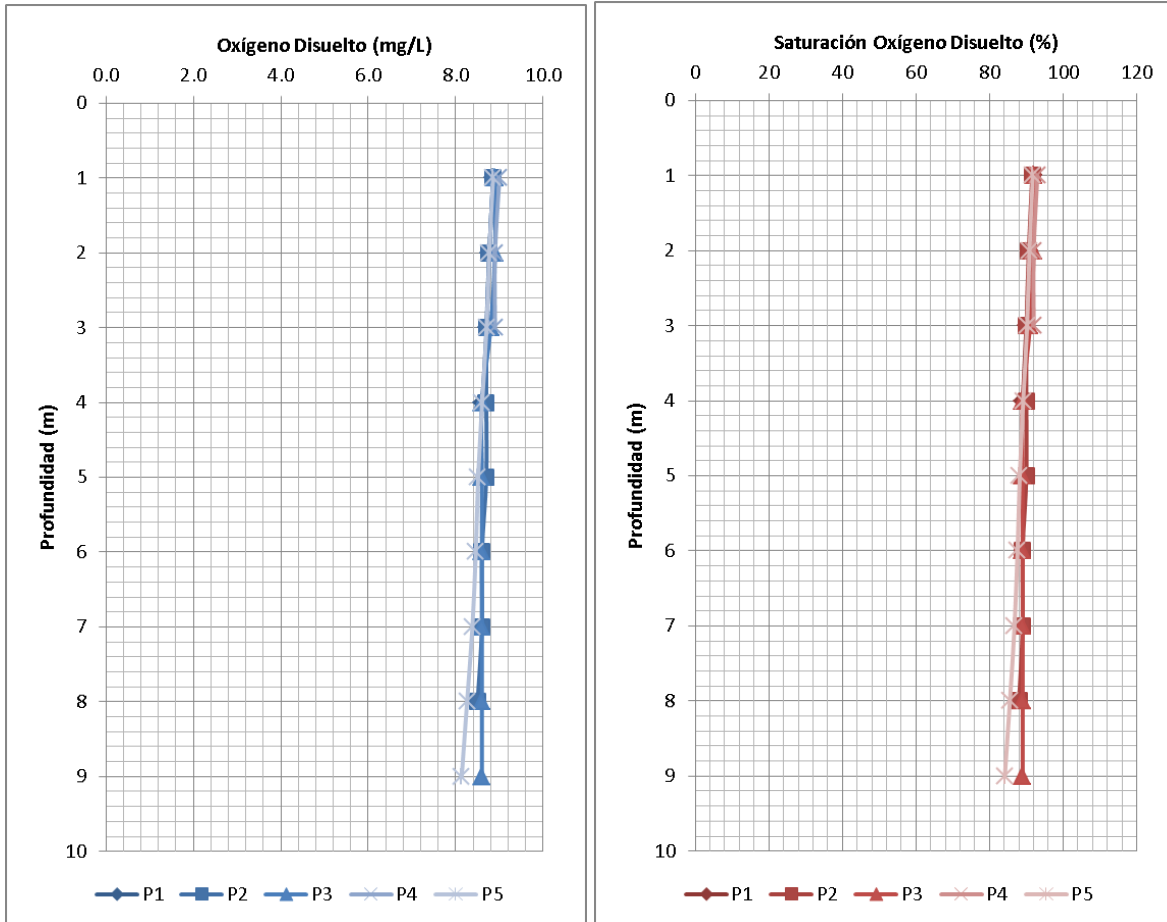 Oxígeno Disuelto (mg/L)
0.0 2.0 4.0 6.0 8.0 10.0
0
1
2
3
4
5
6
7
8
9
10
Profundidad (m)
P1 P2 P3 P4 P5
Saturación Oxígeno Disuelto (%)
0 20 40 60 80 100 120
0
1
2
3
4
5
6
7
8
9
10
Profundidad (m)
P1 P2 P3 P4 P5